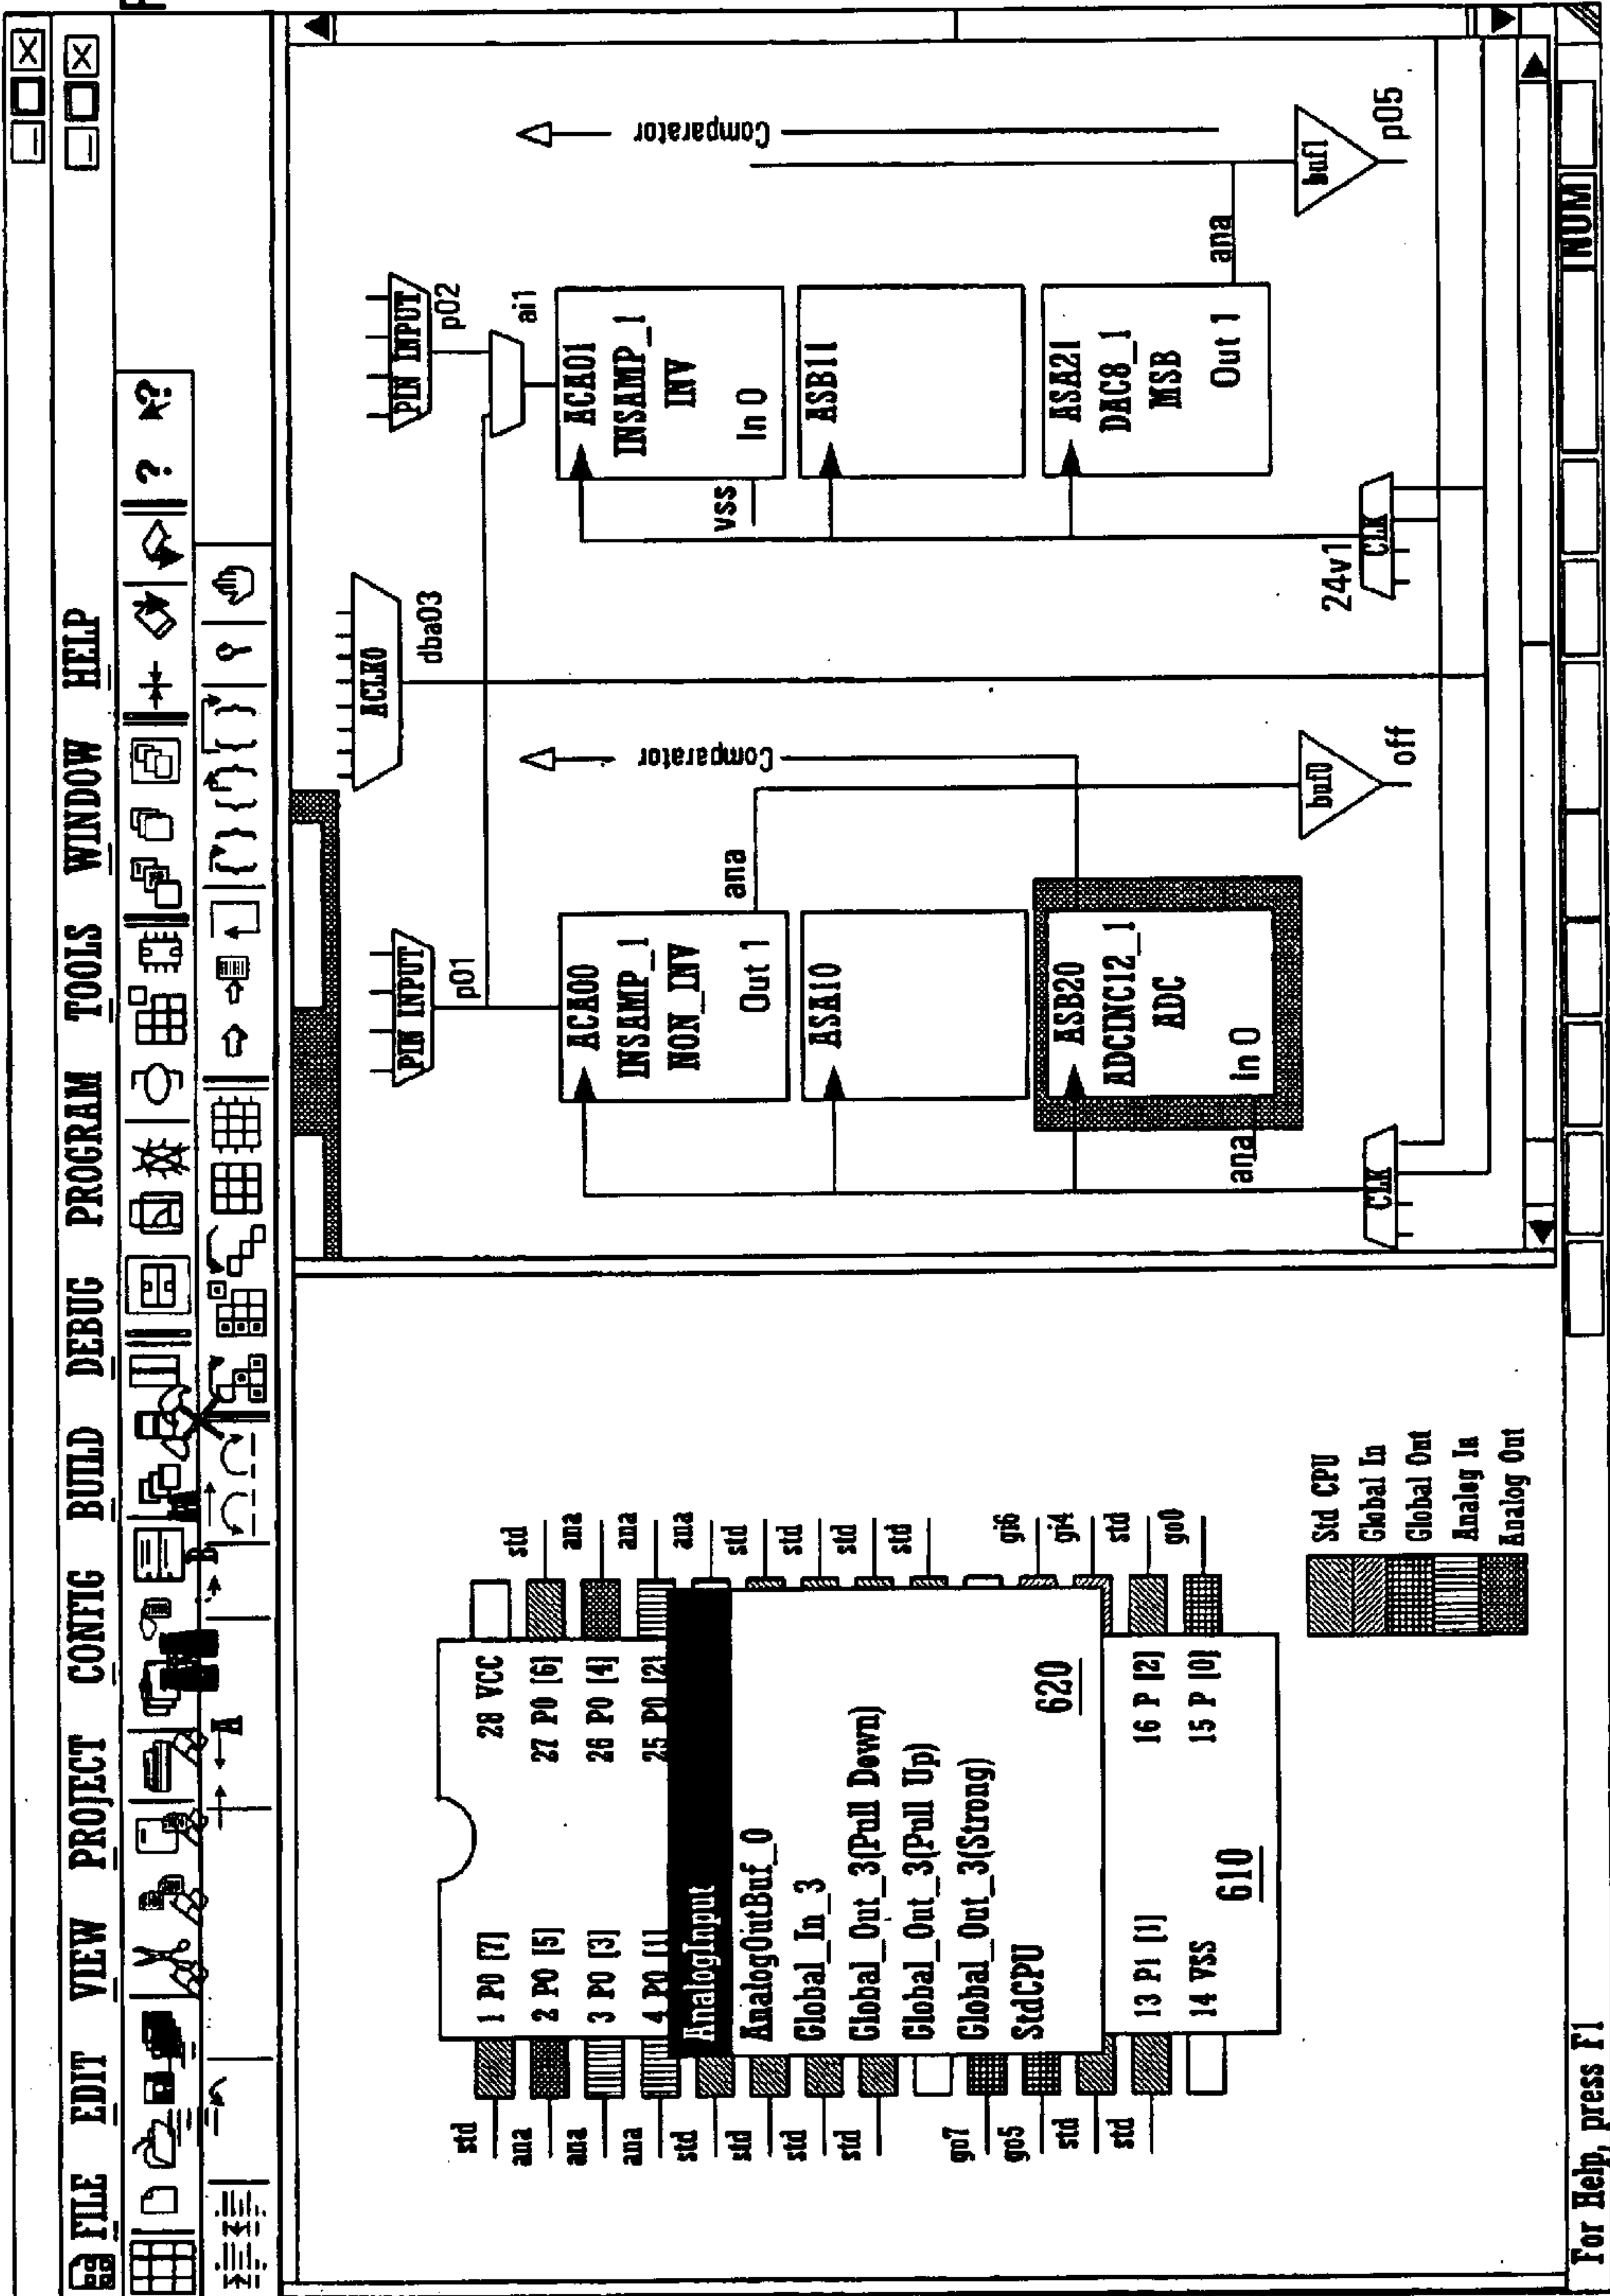 FILE EDIT VIEW PROJECT CONFIG BUILD DEBUG PROGRAM TOOLS WINDOW HELP
A
B
?
?
std
ana
ana
ana
std
std
std
std
go7
go5
std
std
1 P0 [7]
2 P0 [5]
3 P0 [3]
4 P0 [1]
13 P1 [1]
14 VSS
28 VCC
27 P0 [6]
26 P0 [4]
25 P0 [2]
16 P [2]
15 P [0]
AnalogInput
AnalogOutBuf_0
Global_In_3
Global_Out_3(Pull Down)
Global_Out_3(Pull Up)
Global_Out_3(Strong)
StdCPU
620
610
std
ana
ana
ana
std
std
std
std
gi6
gi4
std
go0
Std CPU
Global In
Global Out
Analog In
Analog Out
PIN INPUT
p01
ACA00
INSAMP_1
NON_INV
Out 1
ana
ASA10
ASB20
ADCINC12_1
ADC
In 0
ana
CLK
Comparator
buf0
off
ACLK0
dba03
PIN INPUT
p02
ai1
ACA01
INSAMP_1
INV
In 0
vss
ASB11
ASA21
DAC8_1
MSB
Out 1
ana
24v1
CLK
Comparator
buf1
p05
For Help, press F1
NUM